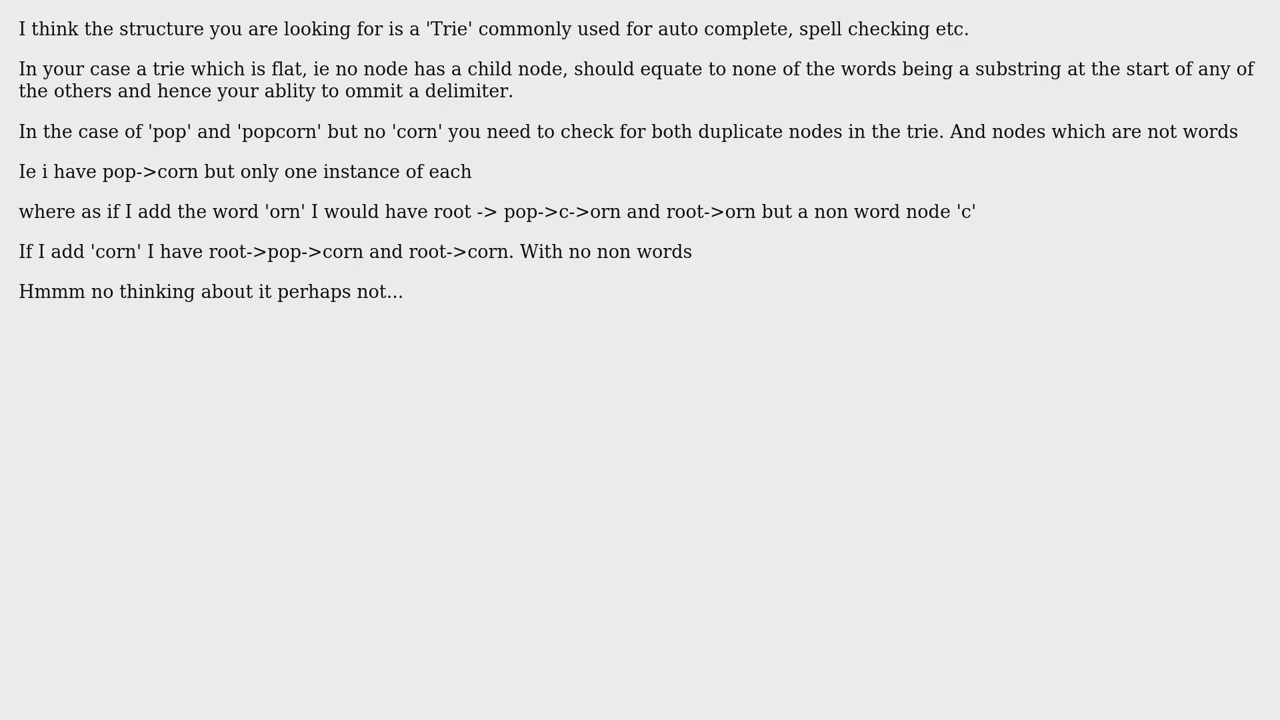 I think the structure you are looking for is a 'Trie' commonly used for auto complete, spell checking etc.
In your case a trie which is flat, ie no node has a child node, should equate to none of the words being a substring at the start of any of
the others and hence your ablity to ommit a delimiter.
In the case of 'pop' and 'popcorn' but no 'corn' you need to check for both duplicate nodes in the trie. And nodes which are not words
Ie i have pop->corn but only one instance of each
where as if I add the word 'orn' I would have root -> pop->c->orn and root->orn but a non word node 'c'
If I add 'corn' I have root->pop->corn and root->corn. With no non words
Hmmm no thinking about it perhaps not...